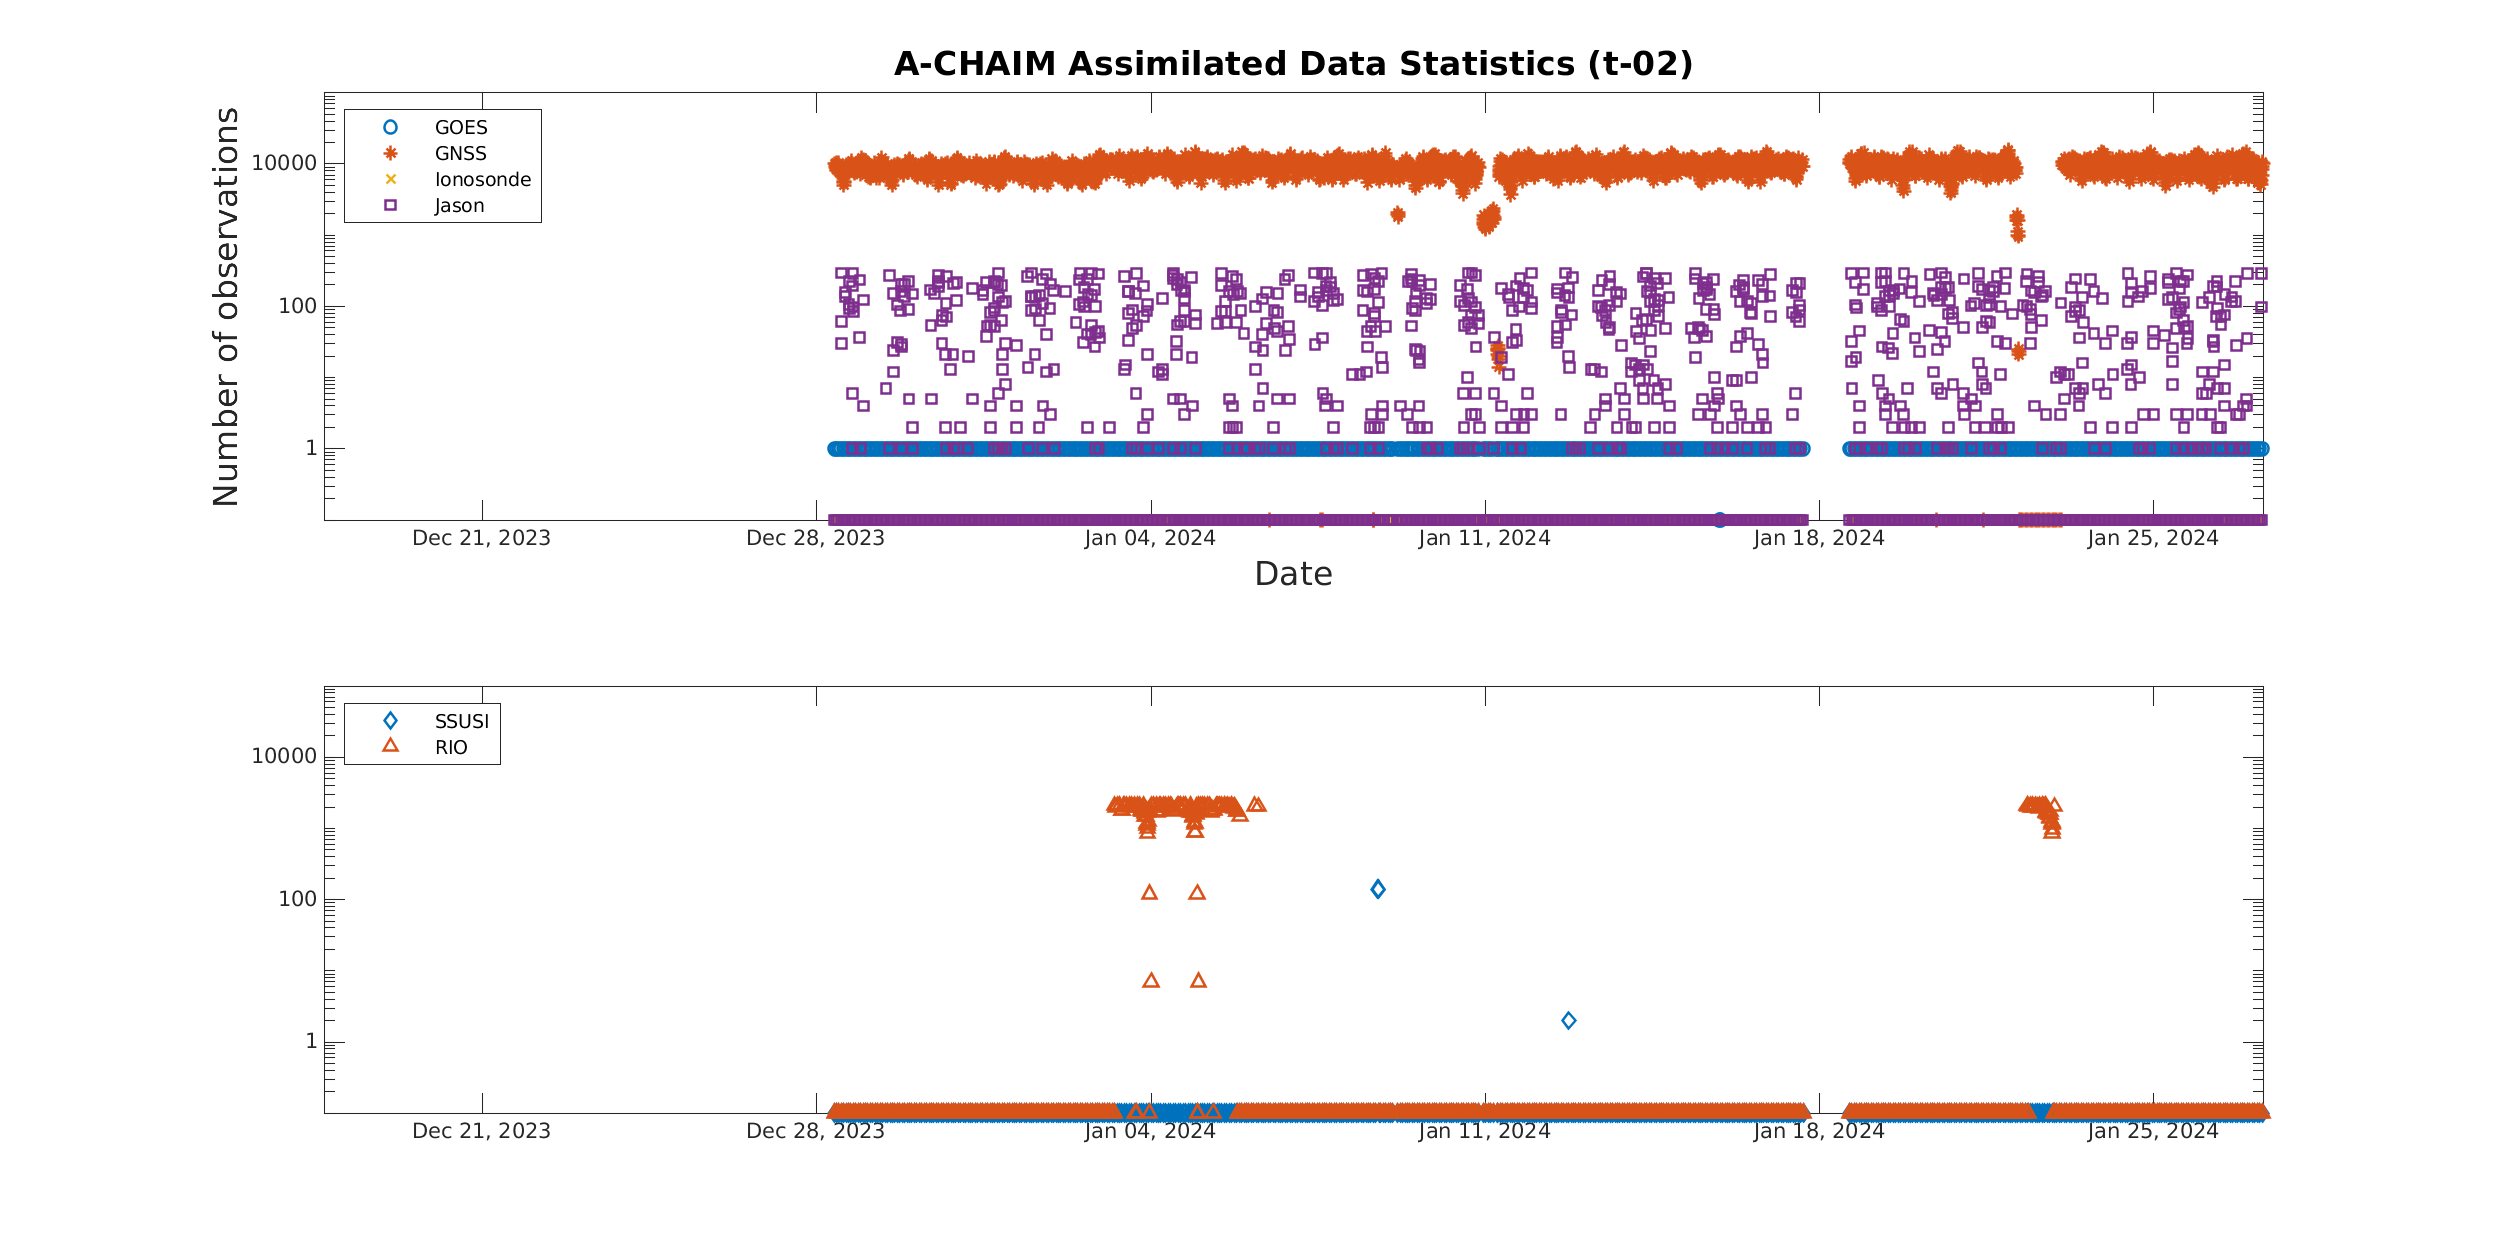 A-CHAIM Assimilated Data Statistics (t-02)
Number of observations
10000
100
1
GOES
GNSS
Ionosonde
Jason
Dec 21, 2023
Dec 28, 2023
Jan 04, 2024
Jan 11, 2024
Jan 18, 2024
Jan 25, 2024
Date
10000
100
1
SSUSI
RIO
Dec 21, 2023
Dec 28, 2023
Jan 04, 2024
Jan 11, 2024
Jan 18, 2024
Jan 25, 2024